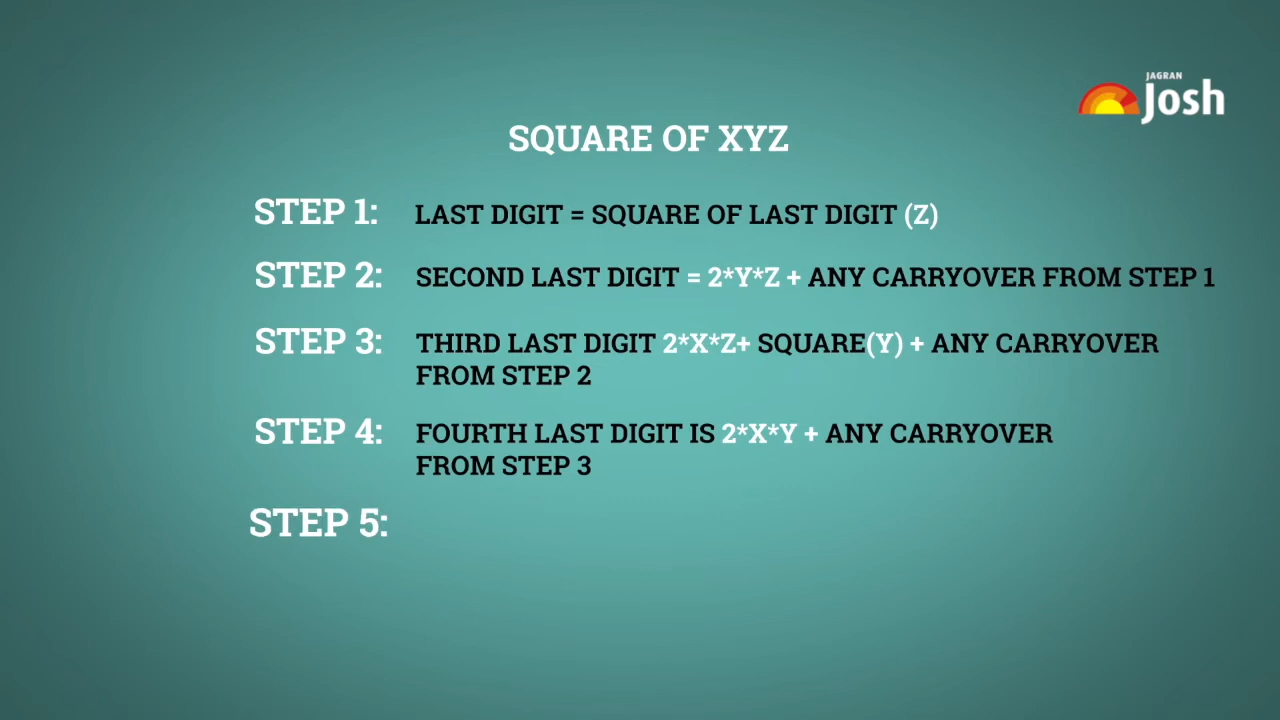 JAGRAN
Josh
SQUARE OF XYZ
STEP 1: LAST DIGIT = SQUARE OF LAST DIGIT (Z)
STEP 2: SECOND LAST DIGIT = 2*Y*Z + ANY CARRYOVER FROM STEP 1
STEP 3: THIRD LAST DIGIT 2*X*Z+ SQUARE(Y) + ANY CARRYOVER
FROM STEP 2
STEP 4: FOURTH LAST DIGIT IS 2*X*Y + ANY CARRYOVER
FROM STEP 3
STEP 5: